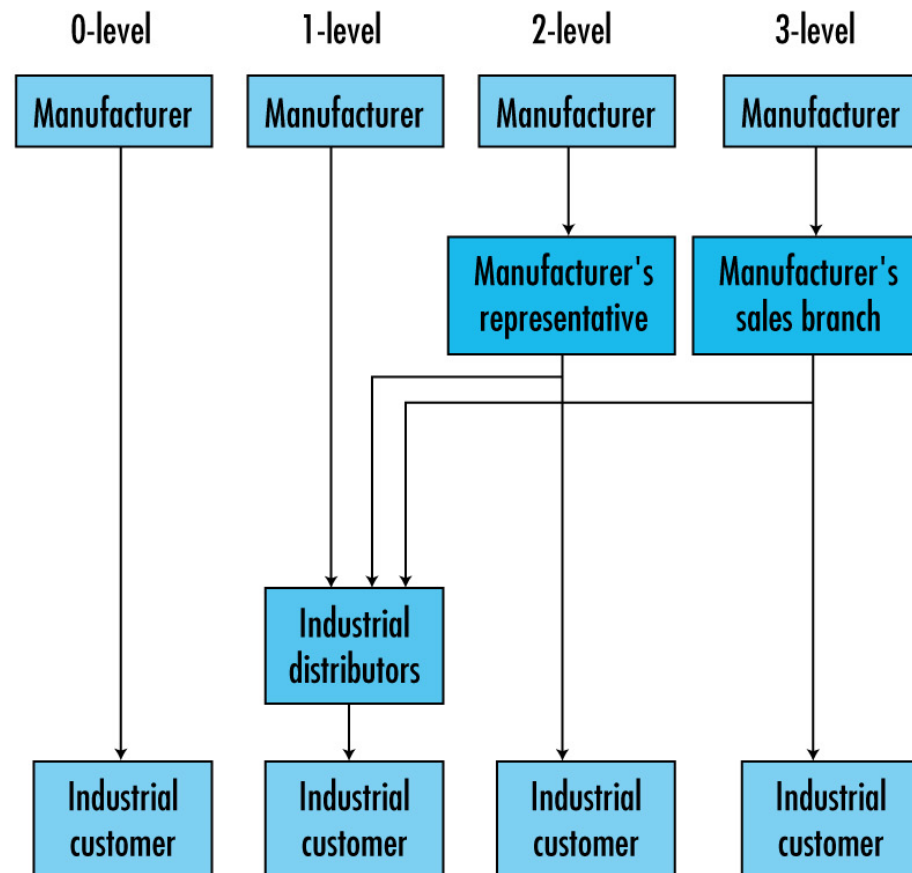 0-level
1-level
2-level
3-level
Manufacturer
Manufacturer
Manufacturer
Manufacturer
Manufacturer's
representative
Manufacturer's
sales branch
Industrial
distributors
Industrial
customer
Industrial
customer
Industrial
customer
Industrial
customer